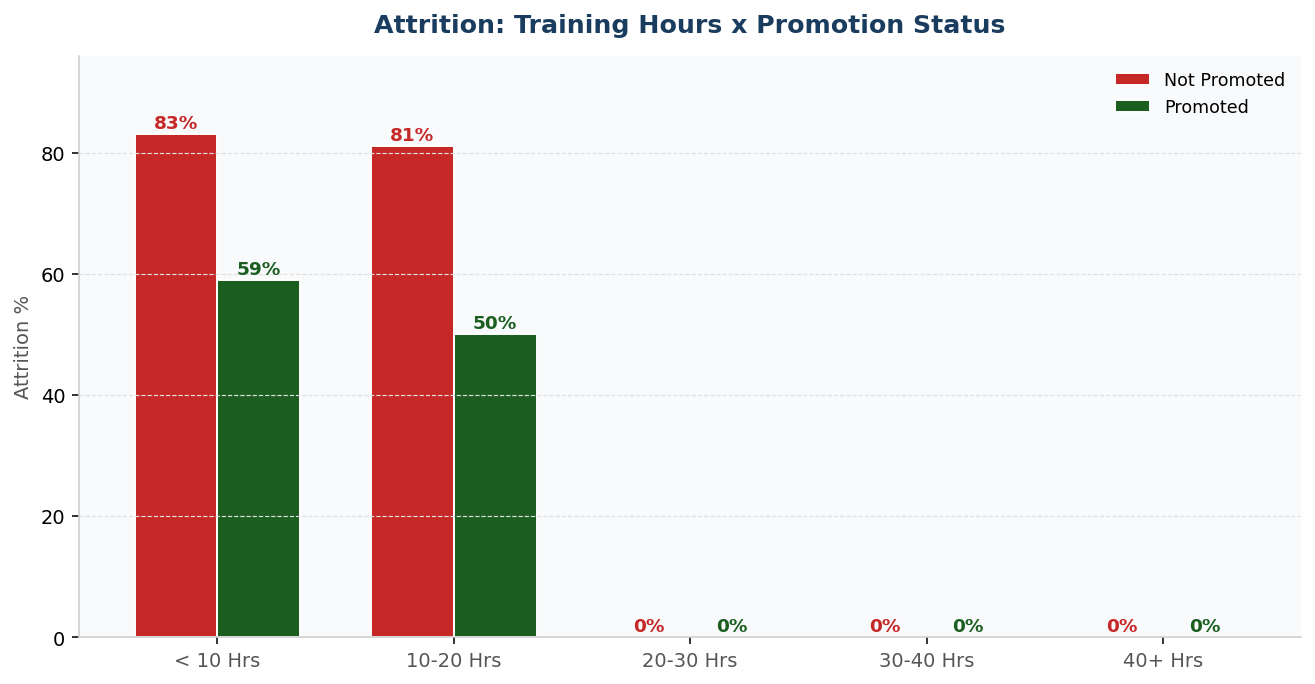 Attrition: Training Hours x Promotion Status
Not Promoted
Promoted
Attrition %
80
60
40
20
0
83%
59%
81%
50%
0%
0%
0%
0%
0%
0%
< 10 Hrs
10-20 Hrs
20-30 Hrs
30-40 Hrs
40+ Hrs